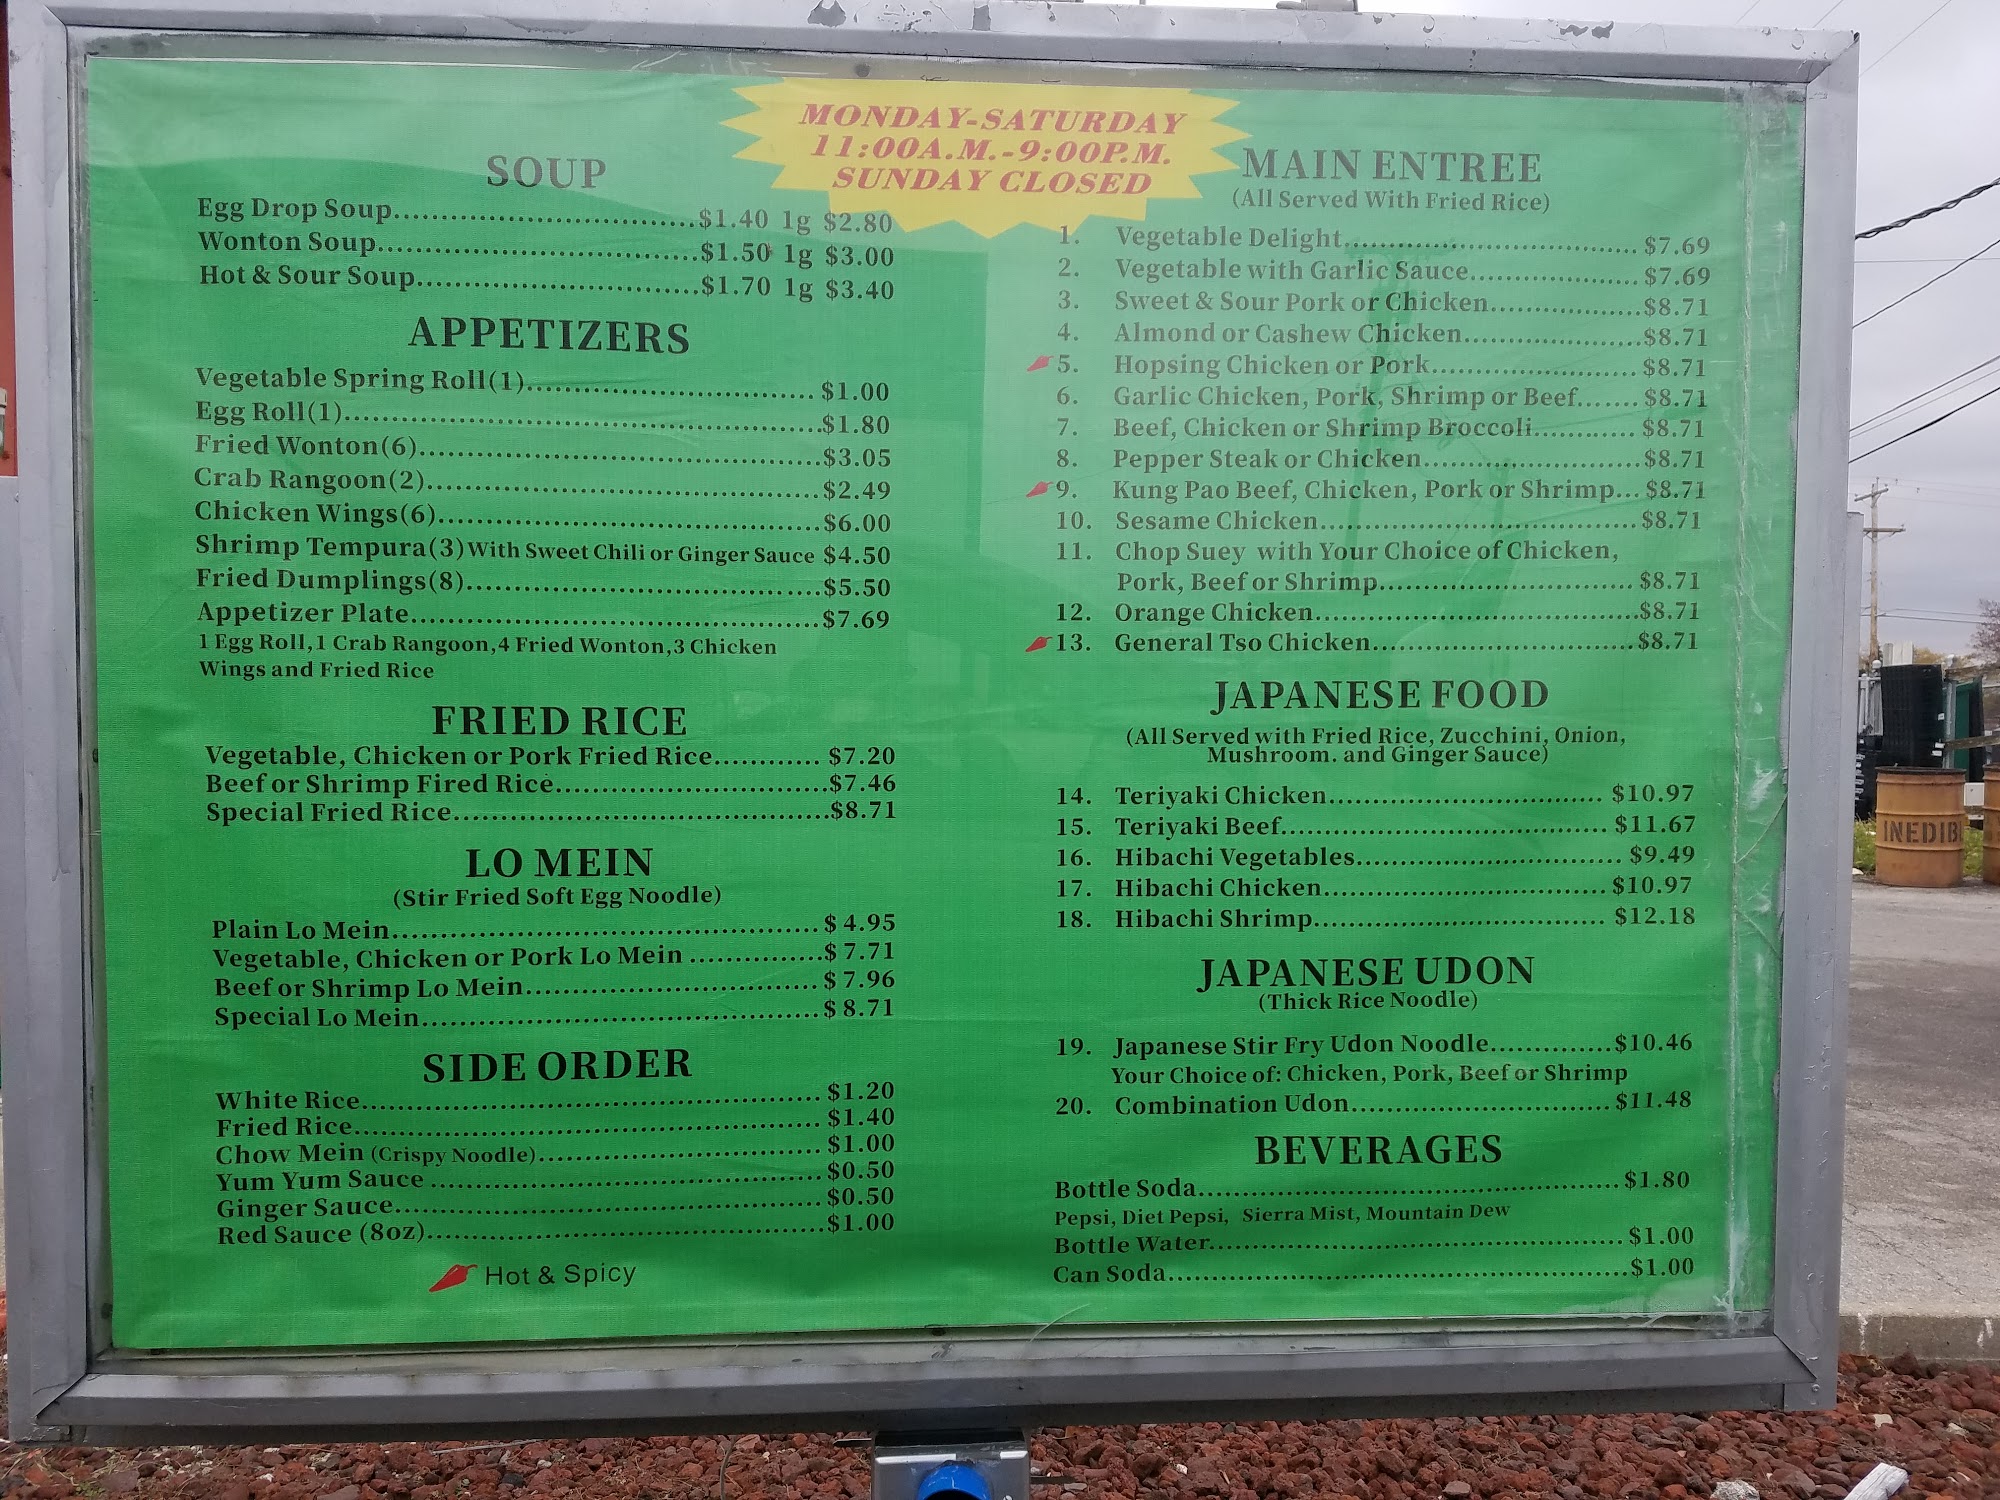 MONDAY-SATURDAY
11:00A.M.-9:00P.M.
SUNDAY CLOSED
SOUP
Egg Drop Soup..............................$1.40 1g $2.80
Wonton Soup..............................$1.50 1g $3.00
Hot & Sour Soup..............................$1.70 1g $3.40
APPETIZERS
Vegetable Spring Roll(1)..............................$1.00
Egg Roll(1)..............................$1.80
Fried Wonton(6)..............................$3.05
Crab Rangoon(2)..............................$2.49
Chicken Wings(6)..............................$6.00
Shrimp Tempura(3)With Sweet Chili or Ginger Sauce $4.50
Fried Dumplings(8)..............................$5.50
Appetizer Plate..............................$7.69
1 Egg Roll,1 Crab Rangoon,4 Fried Wonton,3 Chicken
Wings and Fried Rice
FRIED RICE
Vegetable, Chicken or Pork Fried Rice............ $7.20
Beef or Shrimp Fired Rice..............................$7.46
Special Fried Rice..............................$8.71
LO MEIN
(Stir Fried Soft Egg Noodle)
Plain Lo Mein..............................$ 4.95
Vegetable, Chicken or Pork Lo Mein ..............$ 7.71
Beef or Shrimp Lo Mein..............................$ 7.96
Special Lo Mein..............................$ 8.71
SIDE ORDER
White Rice..............................$1.20
Fried Rice..............................$1.40
Chow Mein (Crispy Noodle)..............................$1.00
Yum Yum Sauce ..............................$0.50
Ginger Sauce..............................$0.50
Red Sauce (8oz)..............................$1.00
Hot & Spicy
MAIN ENTREE
(All Served With Fried Rice)
1. Vegetable Delight..............................$7.69
2. Vegetable with Garlic Sauce....................$7.69
3. Sweet & Sour Pork or Chicken....................$8.71
4. Almond or Cashew Chicken....................$8.71
5. Hopsing Chicken or Pork....................$8.71
6. Garlic Chicken, Pork, Shrimp or Beef.......$8.71
7. Beef, Chicken or Shrimp Broccoli............$8.71
8. Pepper Steak or Chicken....................$8.71
9. Kung Pao Beef, Chicken, Pork or Shrimp...$8.71
10. Sesame Chicken..............................$8.71
11. Chop Suey with Your Choice of Chicken,
Pork, Beef or Shrimp..............................$8.71
12. Orange Chicken..............................$8.71
13. General Tso Chicken..............................$8.71
JAPANESE FOOD
(All Served with Fried Rice, Zucchini, Onion,
Mushroom. and Ginger Sauce)
14. Teriyaki Chicken..............................$10.97
15. Teriyaki Beef..............................$11.67
16. Hibachi Vegetables..............................$9.49
17. Hibachi Chicken..............................$10.97
18. Hibachi Shrimp..............................$12.18
JAPANESE UDON
(Thick Rice Noodle)
19. Japanese Stir Fry Udon Noodle..............$10.46
Your Choice of: Chicken, Pork, Beef or Shrimp
20. Combination Udon..............................$11.48
BEVERAGES
Bottle Soda..............................$1.80
Pepsi, Diet Pepsi, Sierra Mist, Mountain Dew
Bottle Water..............................$1.00
Can Soda..............................$1.00
INEDIB